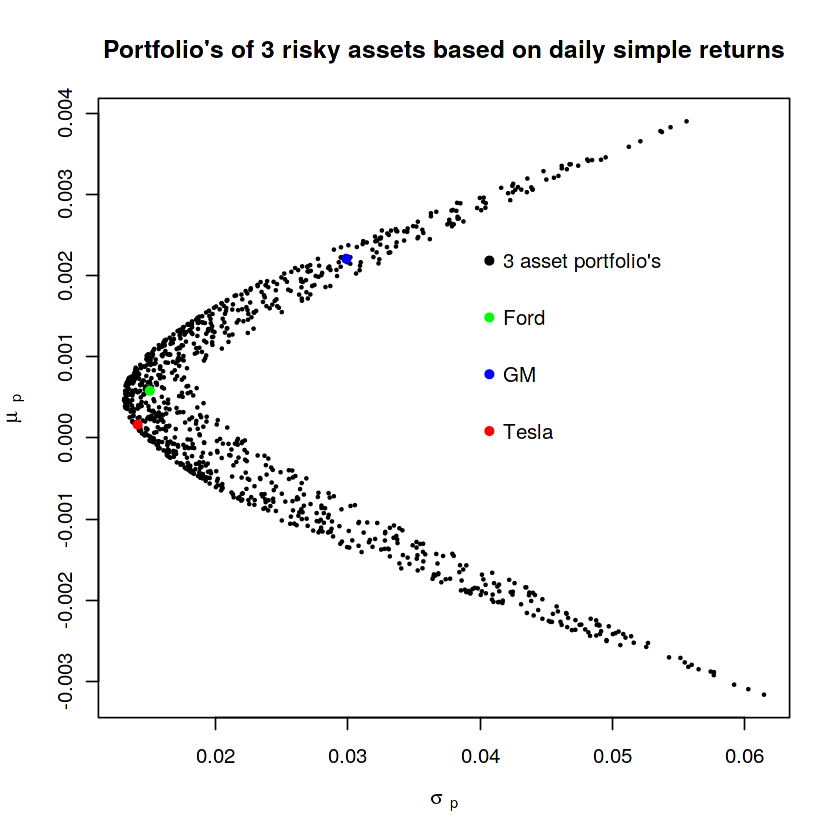 Portfolio's of 3 risky assets based on daily simple returns
μ p
0.004
0.003
0.002
0.001
0.000
-0.001
-0.002
-0.003
3 asset portfolio's
Ford
GM
Tesla
0.02 0.03 0.04 0.05 0.06
σ p